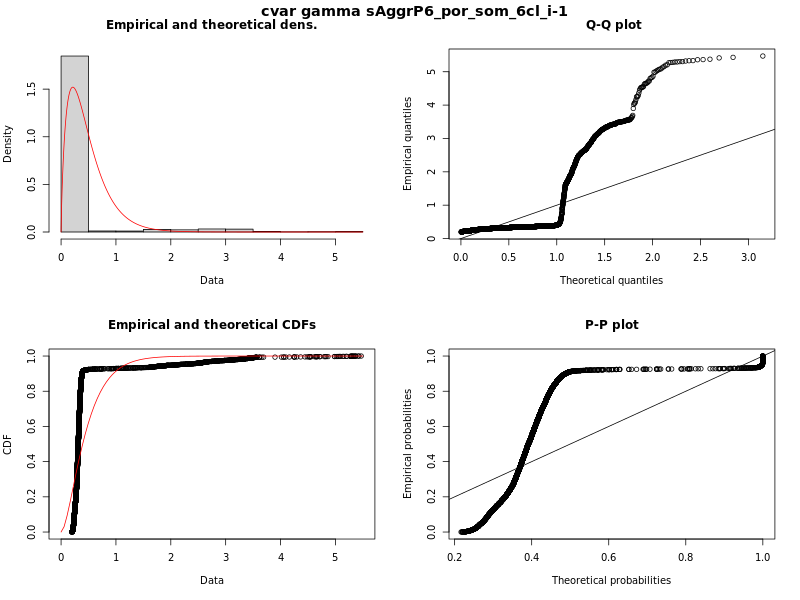 cvar gamma sAggrP6_por_som_6cl_i-1
Empirical and theoretical dens.
Density
0.0 0.5 1.0 1.5
0 1 2 3 4 5
Data
Q-Q plot
Empirical quantiles
0 1 2 3 4 5
0.0 0.5 1.0 1.5 2.0 2.5 3.0
Theoretical quantiles
Empirical and theoretical CDFs
CDF
0.0 0.2 0.4 0.6 0.8 1.0
0 1 2 3 4 5
Data
P-P plot
Empirical probabilities
0.0 0.2 0.4 0.6 0.8 1.0
0.2 0.4 0.6 0.8 1.0
Theoretical probabilities